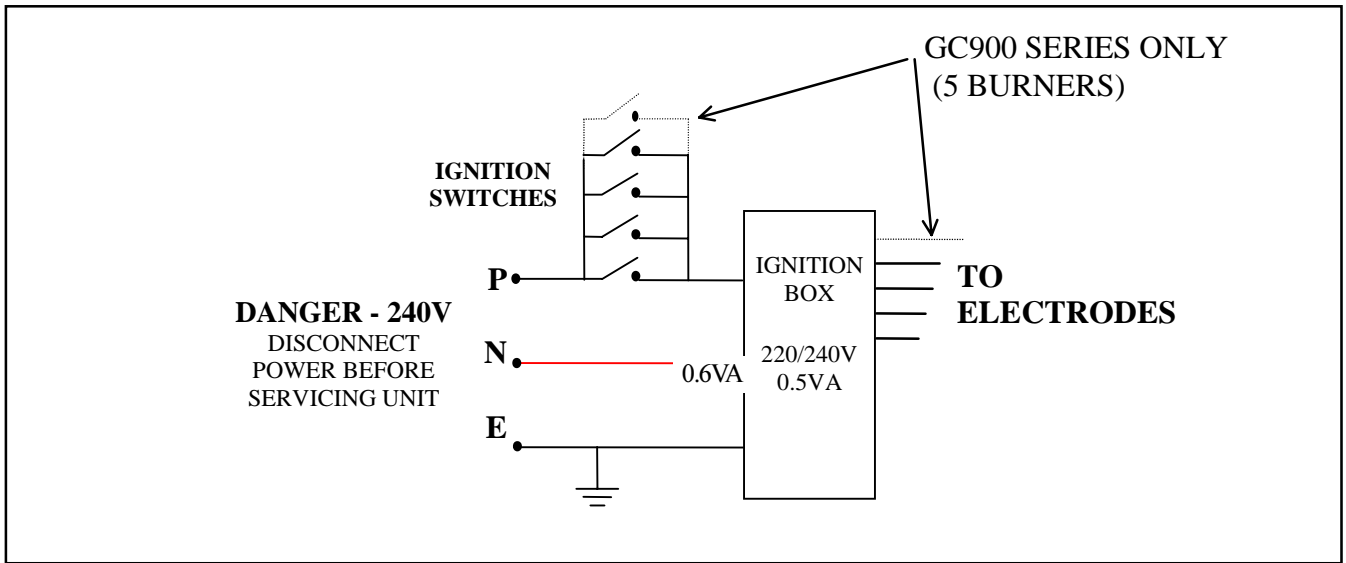 GC900 SERIES ONLY
(5 BURNERS)
IGNITION
SWITCHES
P
DANGER - 240V
DISCONNECT
POWER BEFORE
SERVICING UNIT
N
E
0.6VA
IGNITION
BOX
220/240V
0.5VA
TO
ELECTRODES